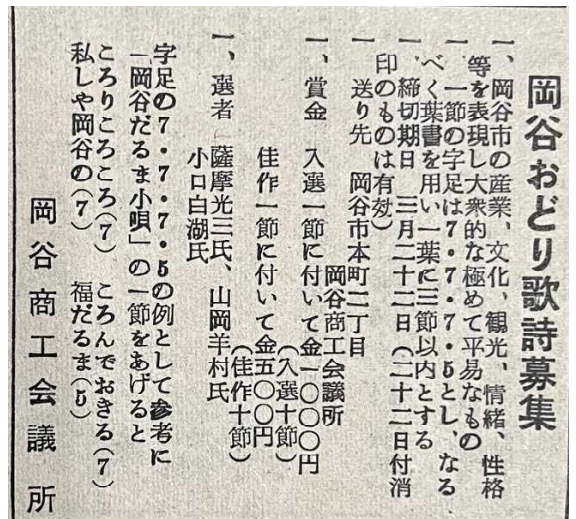 岡谷おどり歌詩募集
一、岡谷市の産業、文化、観光、情緒、性格
等を表現し大衆的な極めて平易なもの
一、一節の字足は7・7・7・5とし、なる
べく葉書を用い一葉に三節以内とする
一、締切期日 三月二十二日(二十二日付消
印のものは有効)
一、送り先 岡谷市本町二丁目
岡谷商工会議所
一、賞金 入選一節に付いて金一〇〇〇円
(入選十節)
佳作一節に付いて金五〇〇円
(佳作十節)
一、選者 薩摩光三氏、山岡羊村氏
小口白湖氏
字足の7・7・7・5の例として参考に
「岡谷だるま小唄」の一節をあげると
ころりころころ(7) ころんでおきる(7)
私しや岡谷の(7) 福だるま(5)
岡谷商工会議所